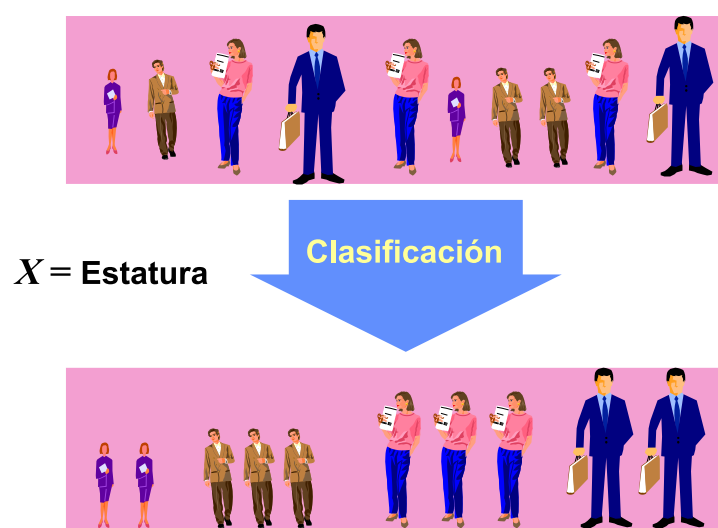 Clasificación
X = Estatura